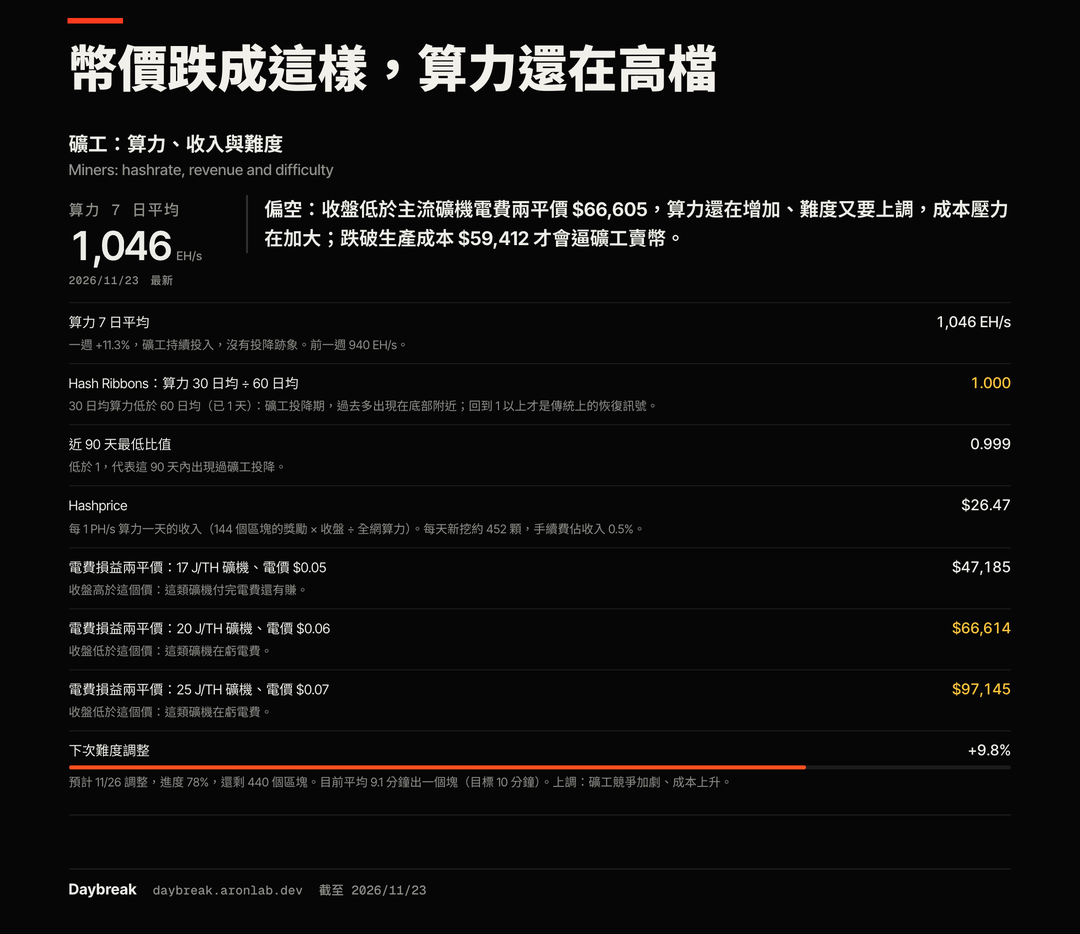 幣價跌成這樣，算力還在高檔
礦工：算力、收入與難度
Miners: hashrate, revenue and difficulty
算力 7 日平均
1,046 EH/s
2026/11/23 最新
偏空：收盤低於主流礦機電費兩平價 $66,605，算力還在增加、難度又要上調，成本壓力
在加大；跌破生產成本 $59,412 才會逼礦工賣幣。
算力 7 日平均
1,046 EH/s
一週 +11.3%，礦工持續投入，沒有投降跡象。前一週 940 EH/s。
Hash Ribbons：算力 30 日均 ÷ 60 日均
1.000
30 日均算力低於 60 日均（已 1 天）：礦工投降期，過去多出現在底部附近；回到 1 以上才是傳統上的恢復訊號。
近 90 天最低比值
0.999
低於 1，代表這 90 天內出現過礦工投降。
Hashprice
$26.47
每 1 PH/s 算力一天的收入（144 個區塊的獎勵 × 收盤 ÷ 全網算力）。每天新挖約 452 顆，手續費佔收入 0.5%。
電費損益兩平價：17 J/TH 礦機、電價 $0.05
$47,185
收盤高於這個價：這類礦機付完電費還有賺。
電費損益兩平價：20 J/TH 礦機、電價 $0.06
$66,614
收盤低於這個價：這類礦機在虧電費。
電費損益兩平價：25 J/TH 礦機、電價 $0.07
$97,145
收盤低於這個價：這類礦機在虧電費。
下次難度調整
+9.8%
預計 11/26 調整，進度 78%，還剩 440 個區塊。目前平均 9.1 分鐘出一個塊（目標 10 分鐘）。上調：礦工競爭加劇、成本上升。
Daybreak daybreak.aronlab.dev 截至 2026/11/23